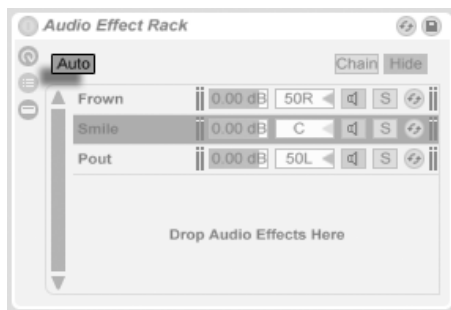 Audio Effect Rack
Auto Chain Hide
Frown 0.00 dB 50R S
Smile 0.00 dB C S
Pout 0.00 dB 50L S
Drop Audio Effects Here